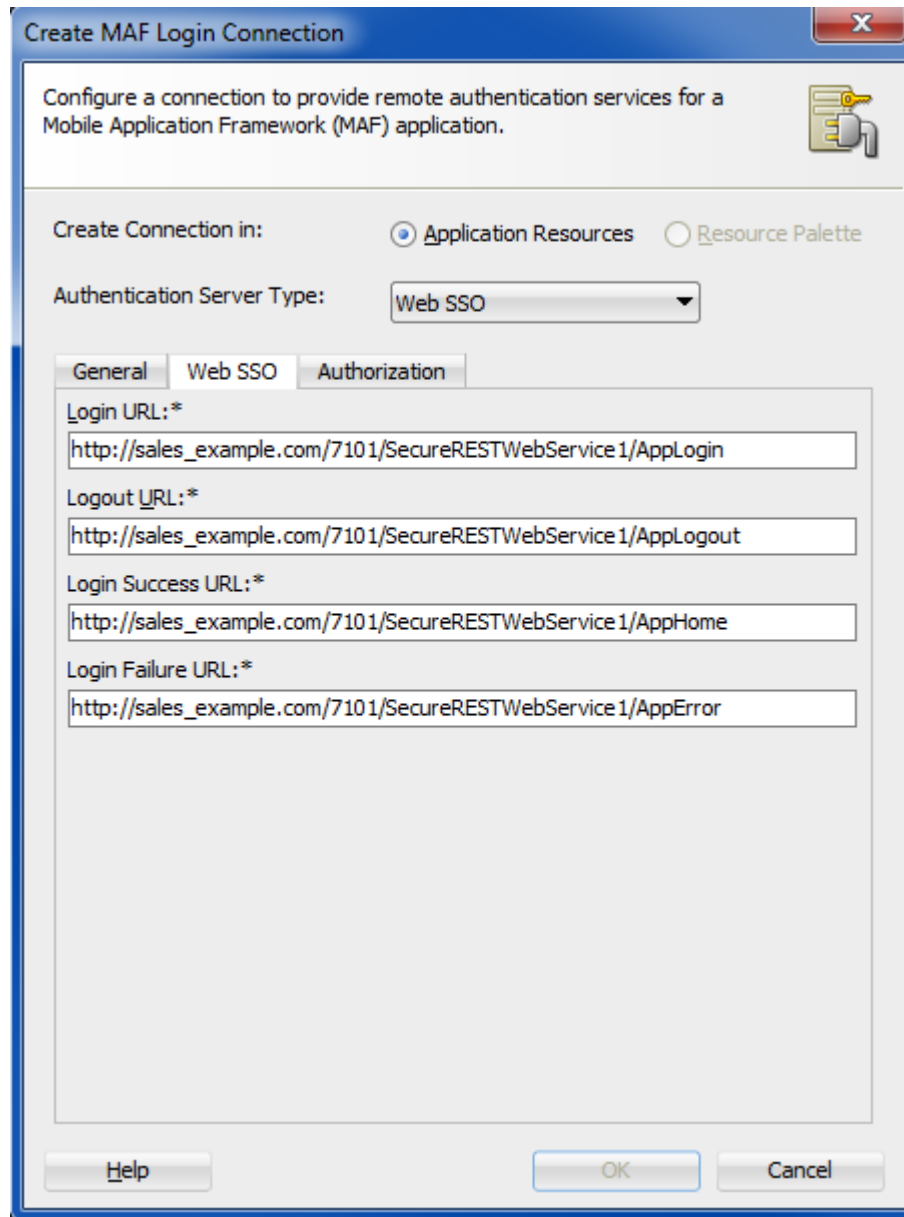 Create MAF Login Connection
x
Configure a connection to provide remote authentication services for a
Mobile Application Framework (MAF) application.
Create Connection in: Application Resources Resource Palette
Authentication Server Type: Web SSO
General Web SSO Authorization
Login URL:*
http://sales_example.com/7101/SecureRESTWebService1/AppLogin
Logout URL:*
http://sales_example.com/7101/SecureRESTWebService1/AppLogout
Login Success URL:*
http://sales_example.com/7101/SecureRESTWebService1/AppHome
Login Failure URL:*
http://sales_example.com/7101/SecureRESTWebService1/AppError
Help OK Cancel